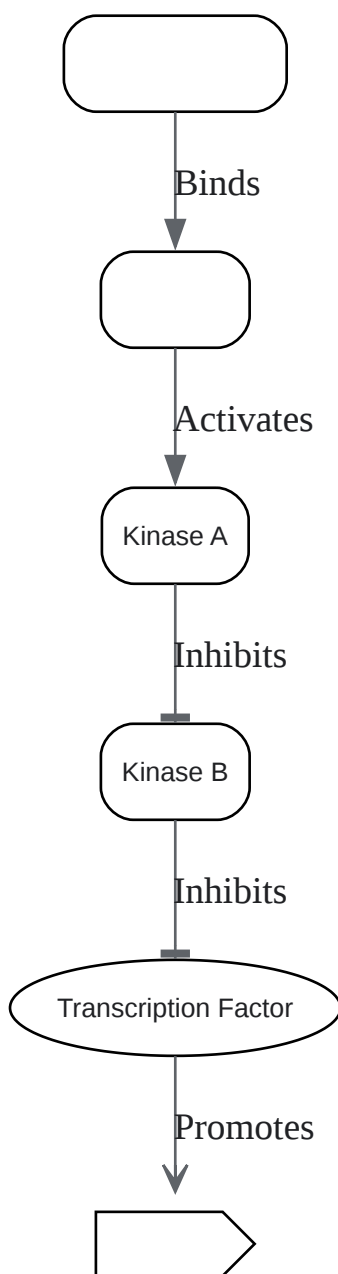 Binds
Activates
Kinase A
Inhibits
Kinase B
Inhibits
Transcription Factor
Promotes